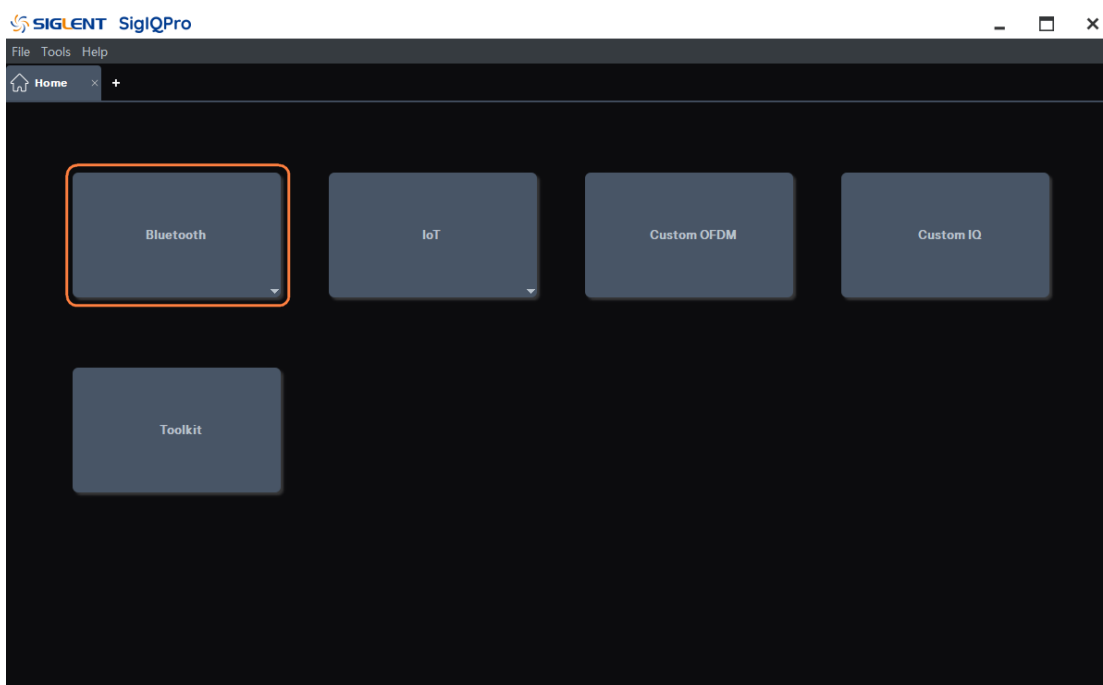 SIGLENT SigIQPro
File Tools Help
Home × +
Bluetooth
IoT
Custom OFDM
Custom IQ
Toolkit